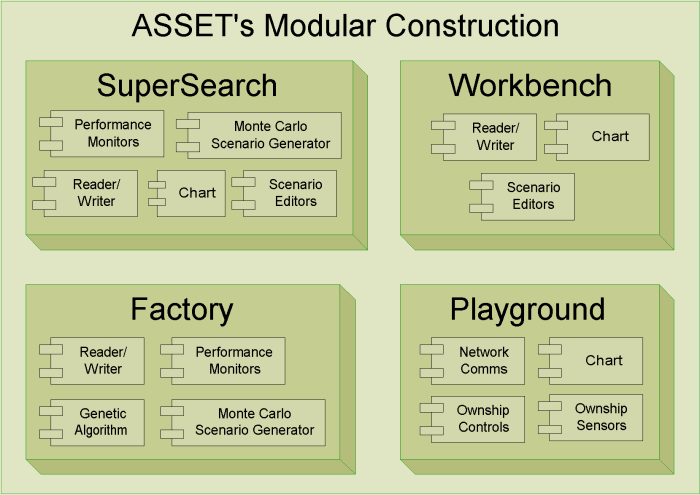 ASSET's Modular Construction
SuperSearch
Performance
Monitors
Monte Carlo
Scenario Generator
Reader/
Writer
Chart
Scenario
Editors
Workbench
Reader/
Writer
Chart
Scenario
Editors
Factory
Reader/
Writer
Performance
Monitors
Genetic
Algorithm
Monte Carlo
Scenario Generator
Playground
Network
Comms
Chart
Ownship
Controls
Ownship
Sensors